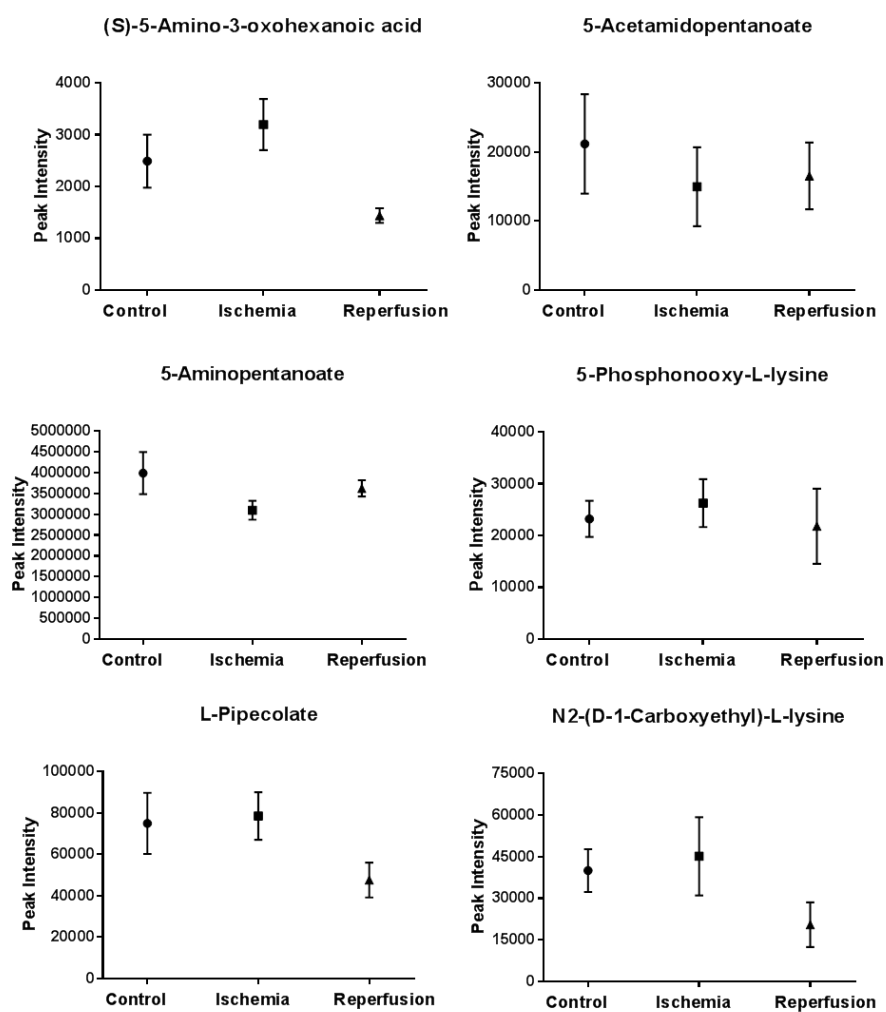 (S)-5-Amino-3-oxohexanoic acid
Peak Intensity
4000
3000
2000
1000
0
Control Ischemia Reperfusion
5-Acetamidopentanoate
Peak Intensity
30000
20000
10000
0
Control Ischemia Reperfusion
5-Aminopentanoate
Peak Intensity
5000000
4500000
4000000
3500000
3000000
2500000
2000000
1500000
1000000
500000
0
Control Ischemia Reperfusion
5-Phosphonooxy-L-lysine
Peak Intensity
40000
30000
20000
10000
0
Control Ischemia Reperfusion
L-Pipecolate
Peak Intensity
100000
80000
60000
40000
20000
0
Control Ischemia Reperfusion
N2-(D-1-Carboxyethyl)-L-lysine
Peak Intensity
75000
60000
45000
30000
15000
0
Control Ischemia Reperfusion